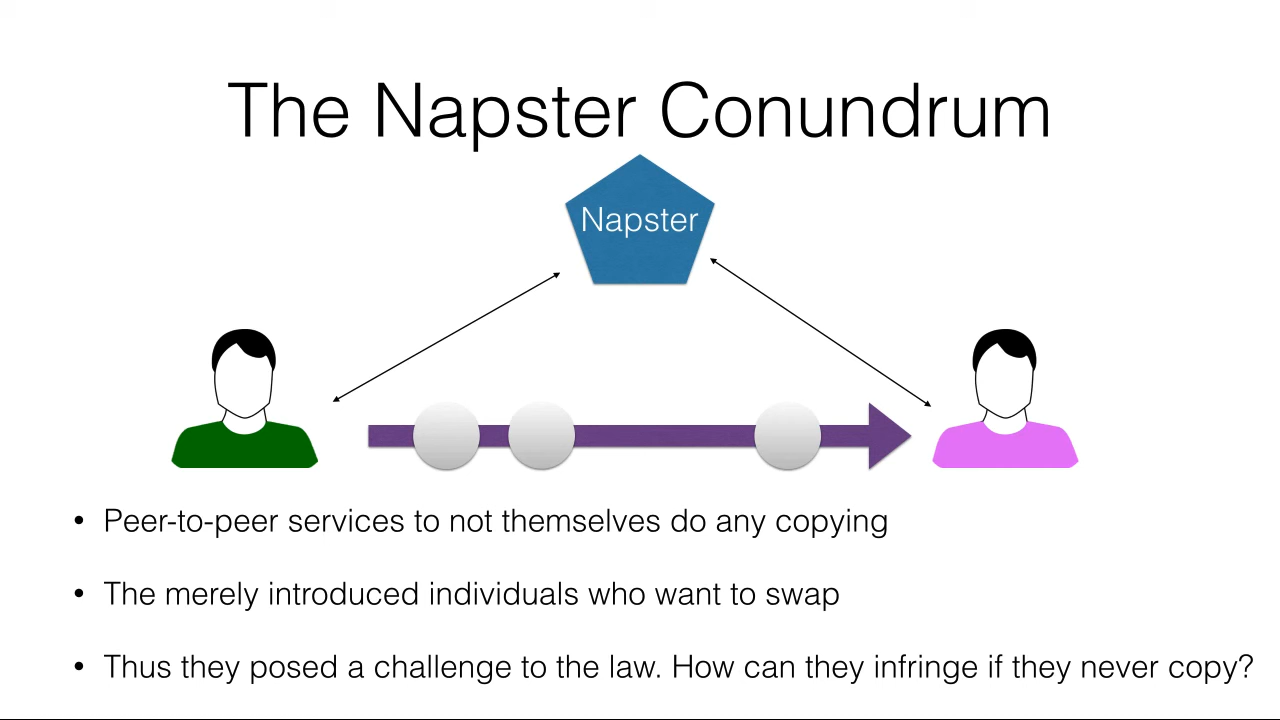 The Napster Conundrum
Napster
• Peer-to-peer services to not themselves do any copying
• The merely introduced individuals who want to swap
• Thus they posed a challenge to the law. How can they infringe if they never copy?